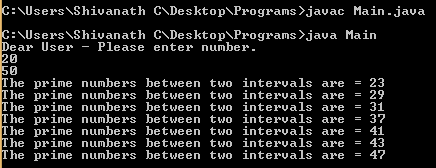 C:\Users\Shivanath C\Desktop\Programs>javac Main.java
C:\Users\Shivanath C\Desktop\Programs>java Main
Dear User - Please enter number.
20
50
The prime numbers between two intervals are = 23
The prime numbers between two intervals are = 29
The prime numbers between two intervals are = 31
The prime numbers between two intervals are = 37
The prime numbers between two intervals are = 41
The prime numbers between two intervals are = 43
The prime numbers between two intervals are = 47